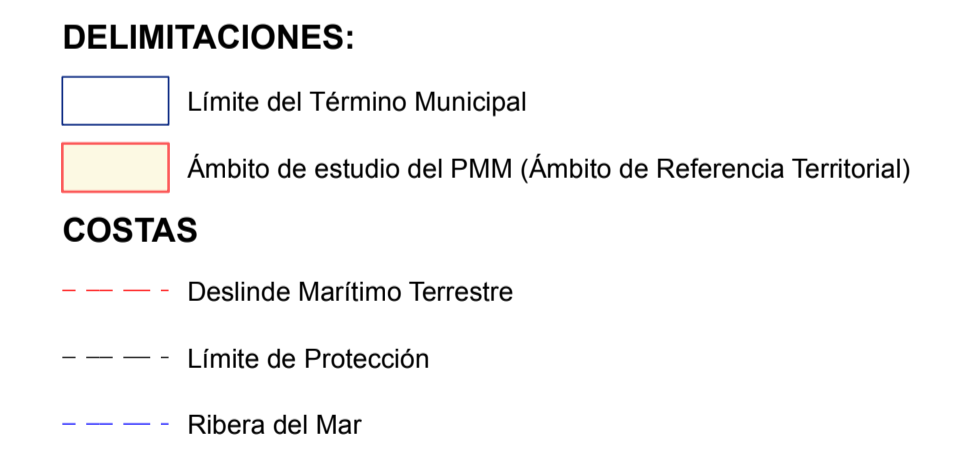 DELIMITACIONES:
Límite del Término Municipal
Ámbito de estudio del PMM (Ámbito de Referencia Territorial)
COSTAS
Deslinde Marítimo Terrestre
Límite de Protección
Ribera del Mar